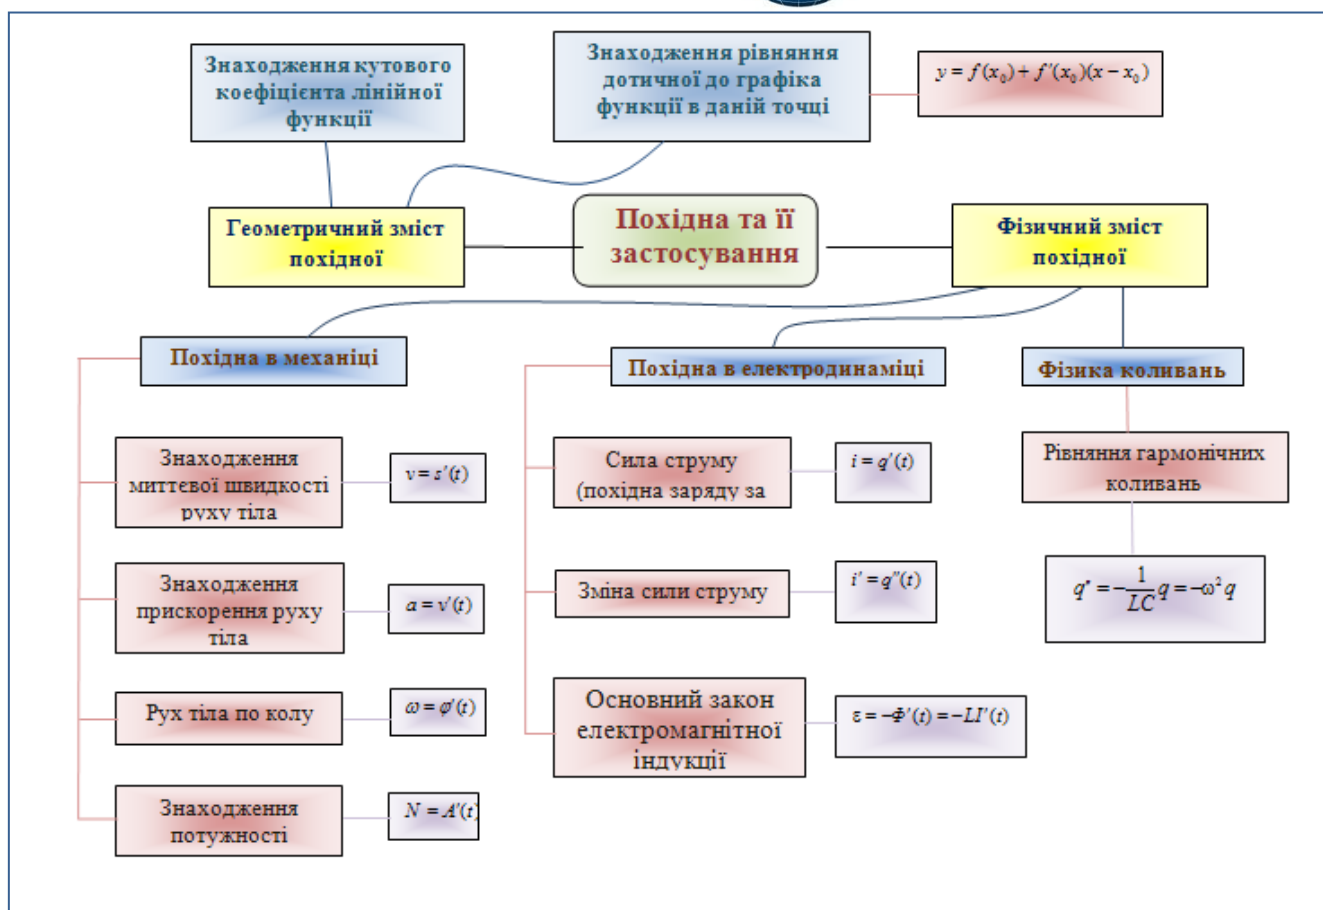 Знаходження кутового
коефіцієнта лінійної
функції
Знаходження рівняння
дотичної до графіка
функції в даній точці
y = f(x₀) + f'(x₀)(x − x₀)
Геометричний зміст
похідної
Похідна та її
застосування
Фізичний зміст
похідної
Похідна в механіці
Похідна в електродинаміці
Фізика коливань
Знаходження
миттєвої швидкості
руху тіла
v = s'(t)
Знаходження
прискорення руху
тіла
a = v'(t)
Рух тіла по колу
ω = φ'(t)
Знаходження
потужності
N = A'(t)
Сила струму
(похідна заряду за
i = q'(t)
Зміна сили струму
i' = q''(t)
Основний закон
електромагнітної
індукції
ε = −Φ'(t) = −LI'(t)
Рівняння гармонічних
коливань
q'' = −1/LC q = −ω² q